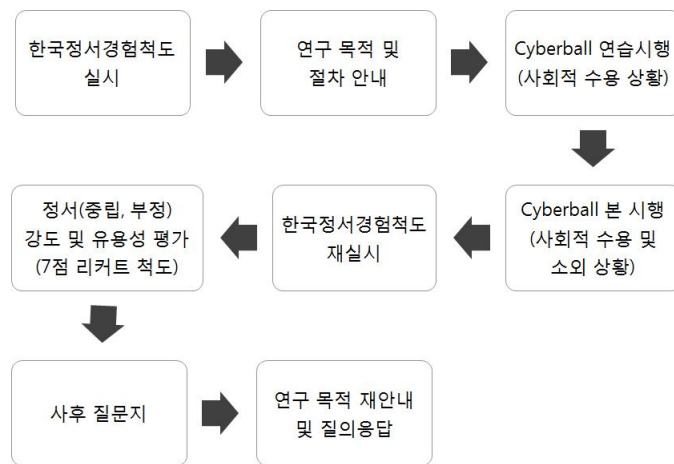 한국정서경험척도
실시
연구 목적 및
절차 안내
Cyberball 연습시행
(사회적 수용 상황)
Cyberball 본 시행
(사회적 수용 및
소외 상황)
한국정서경험척도
재실시
정서(중립, 부정)
강도 및 유용성 평가
(7점 리커트 척도)
사후 질문지
연구 목적 재안내
및 질의응답